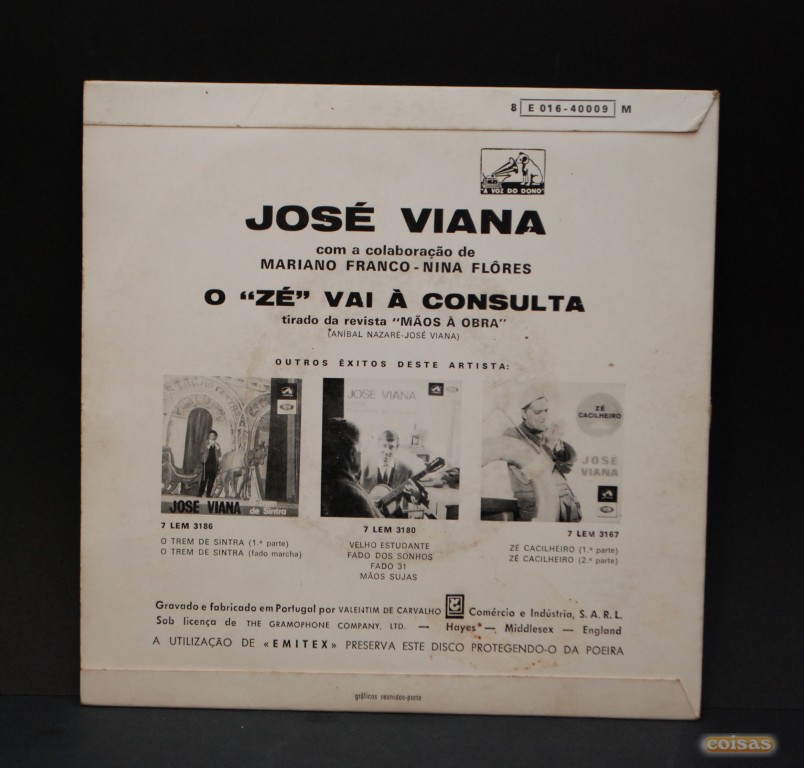 8 E 016-40009 M
"A VOZ DO DONO"
JOSÉ VIANA
com a colaboração de
MARIANO FRANCO - NINA FLÔRES
O "ZÉ" VAI À CONSULTA
tirado da revista "MÃOS À OBRA"
(ANÍBAL NAZARÉ-JOSÉ VIANA)
OUTROS ÊXITOS DESTE ARTISTA:
JOSÉ VIANA
de Sintra
JOSÉ VIANA
ZÉ
CACILHEIRO
JOSÉ
VIANA
7 LEM 3186
O TREM DE SINTRA (1.ª parte)
O TREM DE SINTRA (fado marcha)
7 LEM 3180
VELHO ESTUDANTE
FADO DOS SONHOS
FADO 31
MÃOS SUJAS
7 LEM 3167
ZÉ CACILHEIRO (1.ª parte)
ZÉ CACILHEIRO (2.ª parte)
Gravado e fabricado em Portugal por VALENTIM DE CARVALHO Comércio e Indústria, S. A. R. L.
Sob licença de THE GRAMOPHONE COMPANY, LTD. — Hayes — Middlesex — England
A UTILIZAÇÃO DE «EMITEX» PRESERVA ESTE DISCO PROTEGENDO-O DA POEIRA
gráficos reunidos-porto
coisas